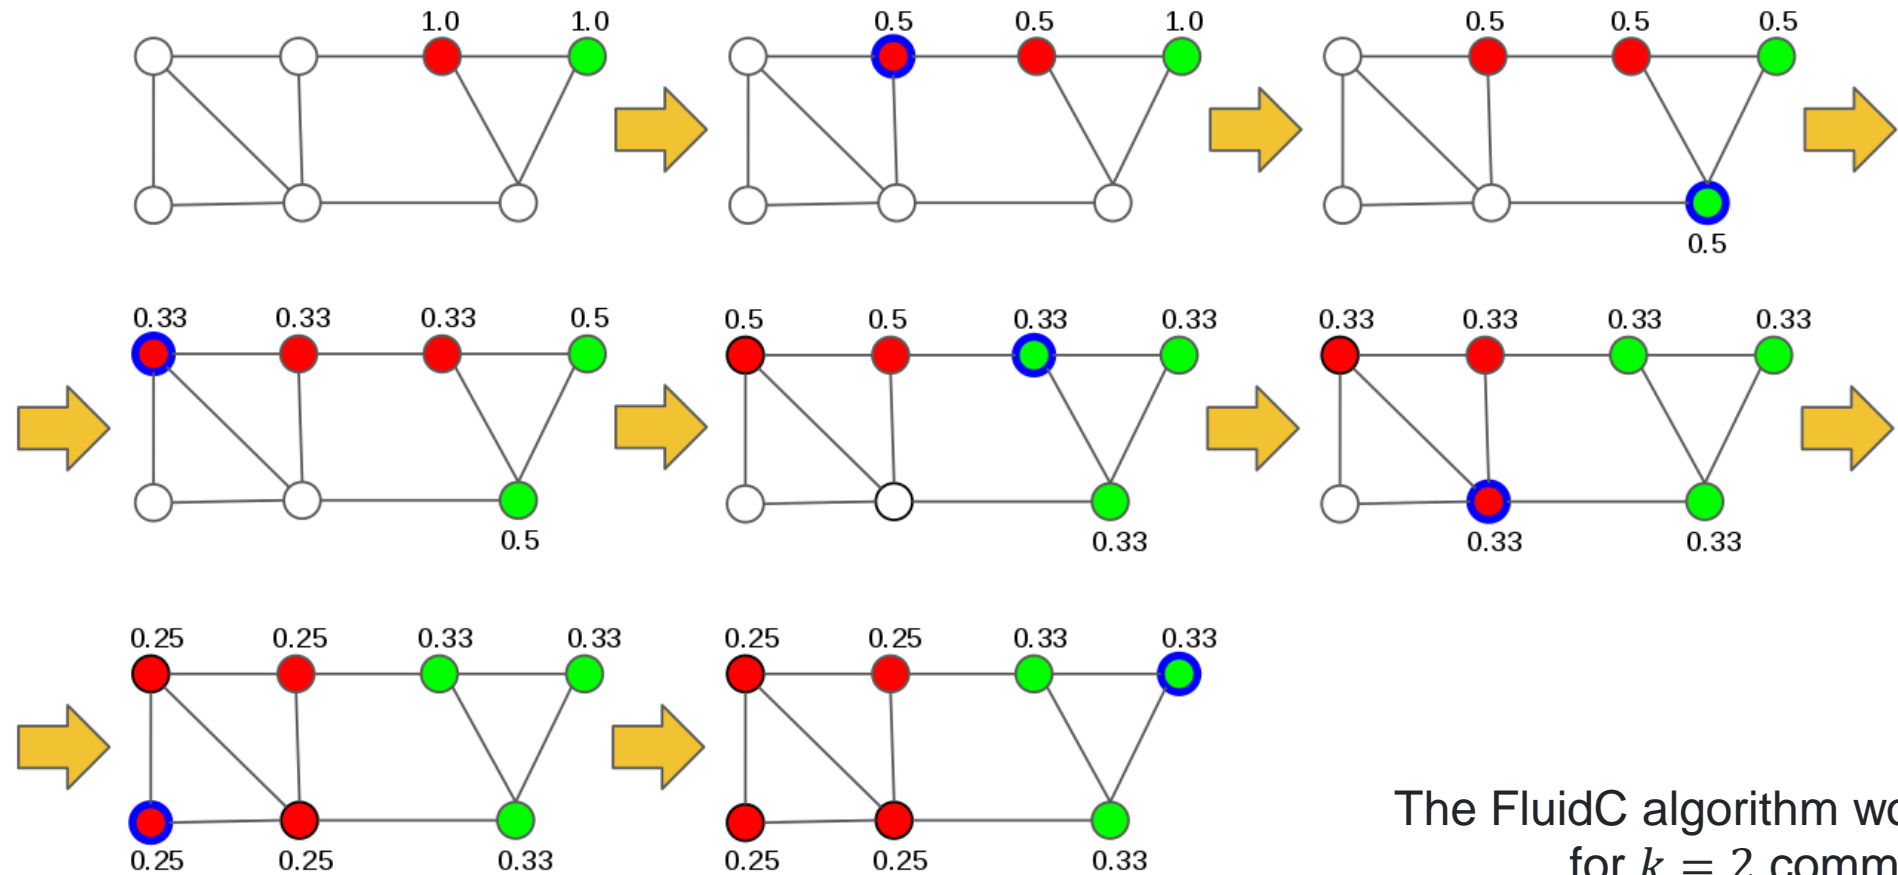 1.0 1.0 0.5 0.5 1.0 0.5 0.5 0.5
0.5
0.33 0.33 0.33 0.5 0.5 0.5 0.33 0.33 0.33 0.33 0.33 0.33
0.5 0.33 0.33 0.33
0.25 0.25 0.33 0.33 0.25 0.25 0.33 0.33
The FluidC algorithm
for k = 2
0.25 0.25 0.33 0.25 0.25 0.33